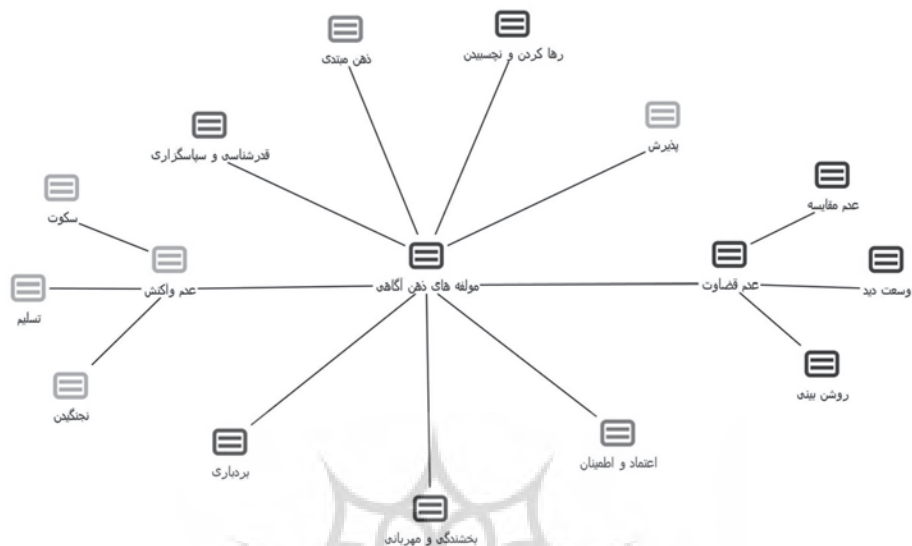 رها کردن و نچسبیدن
ذهن مبتدی
پذیرش
قدرشناسی و سپاسگزاری
عدم مقایسه
سکوت
وسعت دید
عدم قضاوت
مولفه های ذهن آگاهی
عدم واکنش
تسلیم
روشن بینی
نجنگیدن
اعتماد و اطمینان
بردباری
بخشندگی و مهربانی